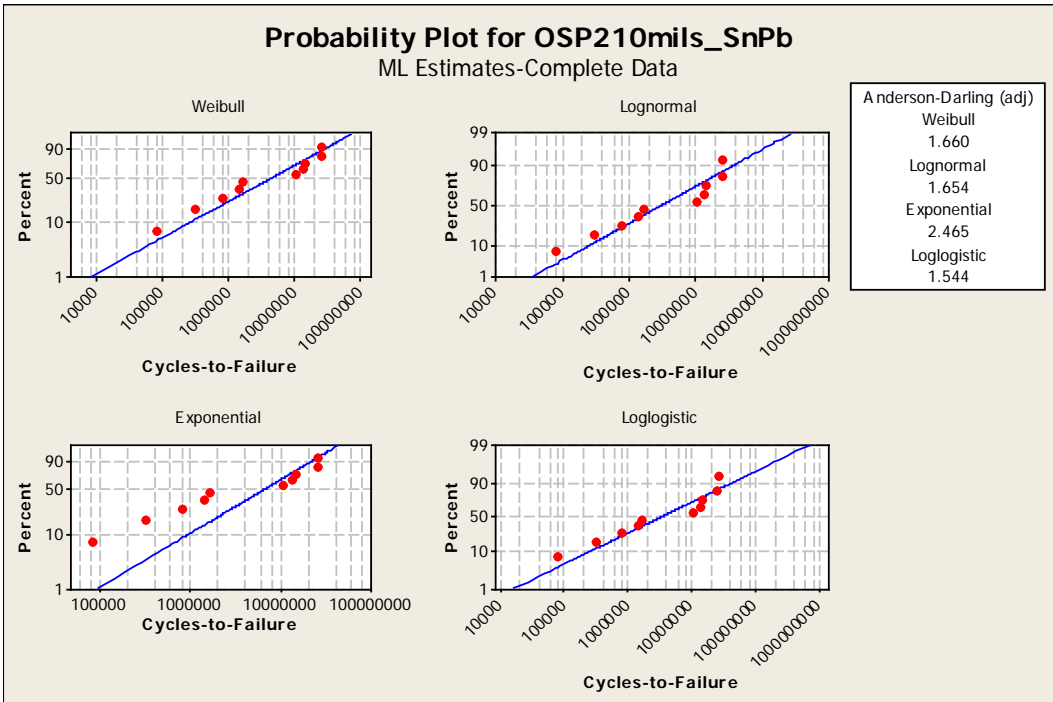 Probability Plot for OSP210mils_SnPb
ML Estimates-Complete Data
Weibull
Percent
90
50
10
1
10000
100000
1000000
10000000
100000000
Cycles-to-Failure
Lognormal
Percent
99
90
50
10
1
10000
100000
1000000
10000000
100000000
1000000000
Cycles-to-Failure
Anderson-Darling (adj)
Weibull
1.660
Lognormal
1.654
Exponential
2.465
Loglogistic
1.544
Exponential
Percent
90
50
10
1
100000 1000000 10000000 100000000
Cycles-to-Failure
Loglogistic
Percent
99
90
50
10
1
10000
100000
1000000
10000000
100000000
1000000000
Cycles-to-Failure